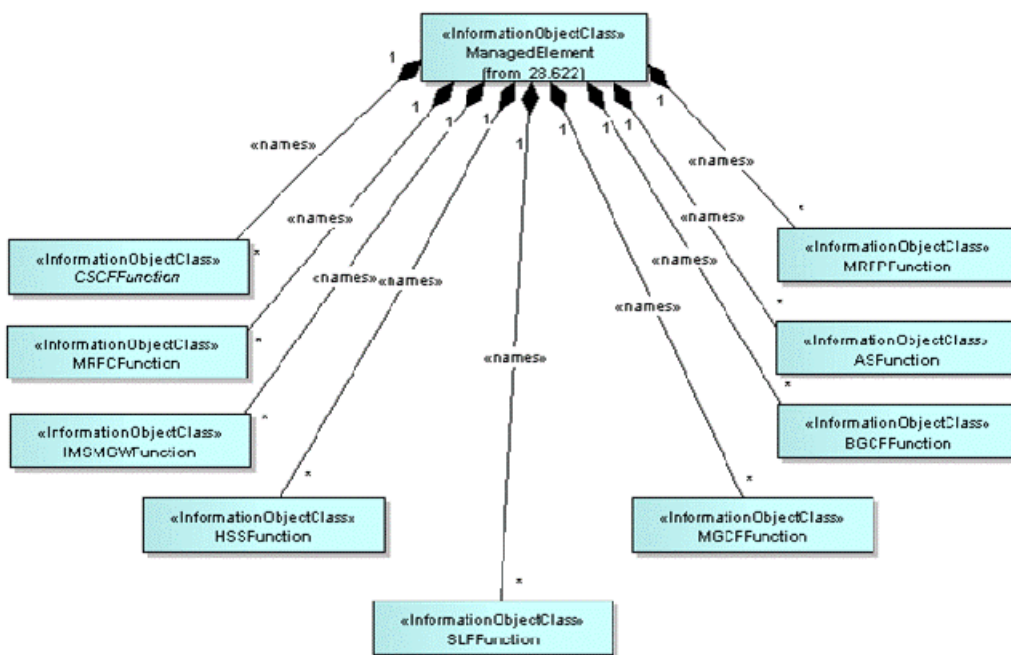 «InformationObjectClass»
ManagedElement
(from 28.622)
1
1
1
1
1
1
1
1
1
«names»
«names»
«names»
«names»
«names»
«names»
«names»
«names»
«names»
*
*
*
*
*
*
*
*
*
«InformationObjectClass»
CSCFFunction
«InformationObjectClass»
MRFCFunction
«InformationObjectClass»
IMSMGWFunction
«InformationObjectClass»
HSSFunction
«InformationObjectClass»
SLFFunction
«InformationObjectClass»
MGCFFunction
«InformationObjectClass»
BGCFFunction
«InformationObjectClass»
ASFunction
«InformationObjectClass»
MRFPFunction